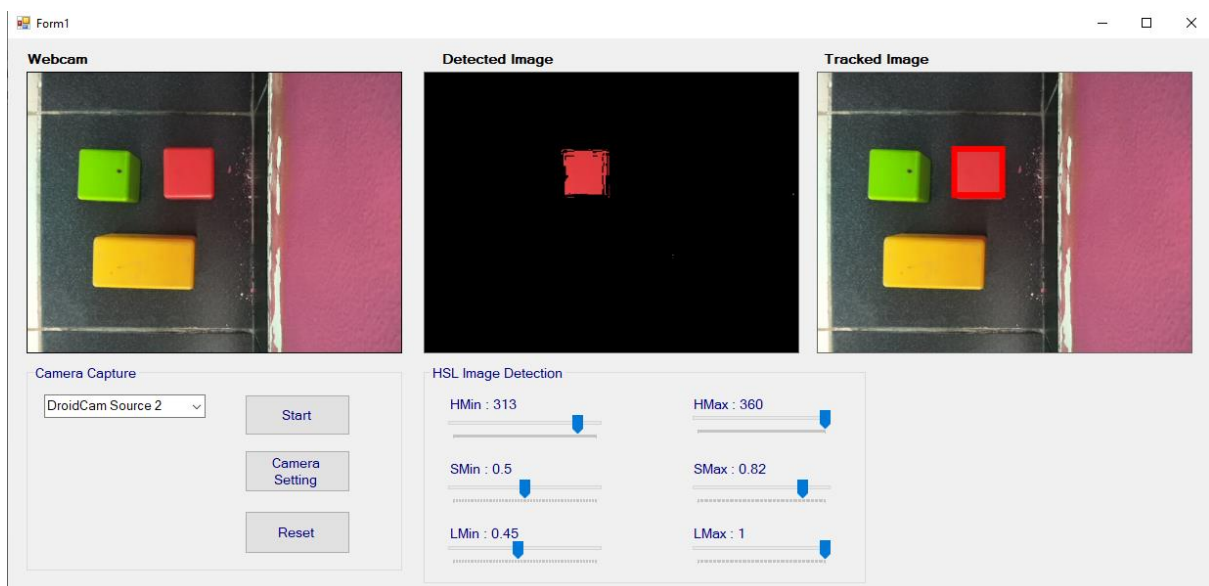 Form1
Webcam
Detected Image
Tracked Image
Camera Capture
DroidCam Source 2
Start
Camera
Setting
Reset
HSL Image Detection
HMin : 313
HMax : 360
SMin : 0.5
SMax : 0.82
LMin : 0.45
LMax : 1